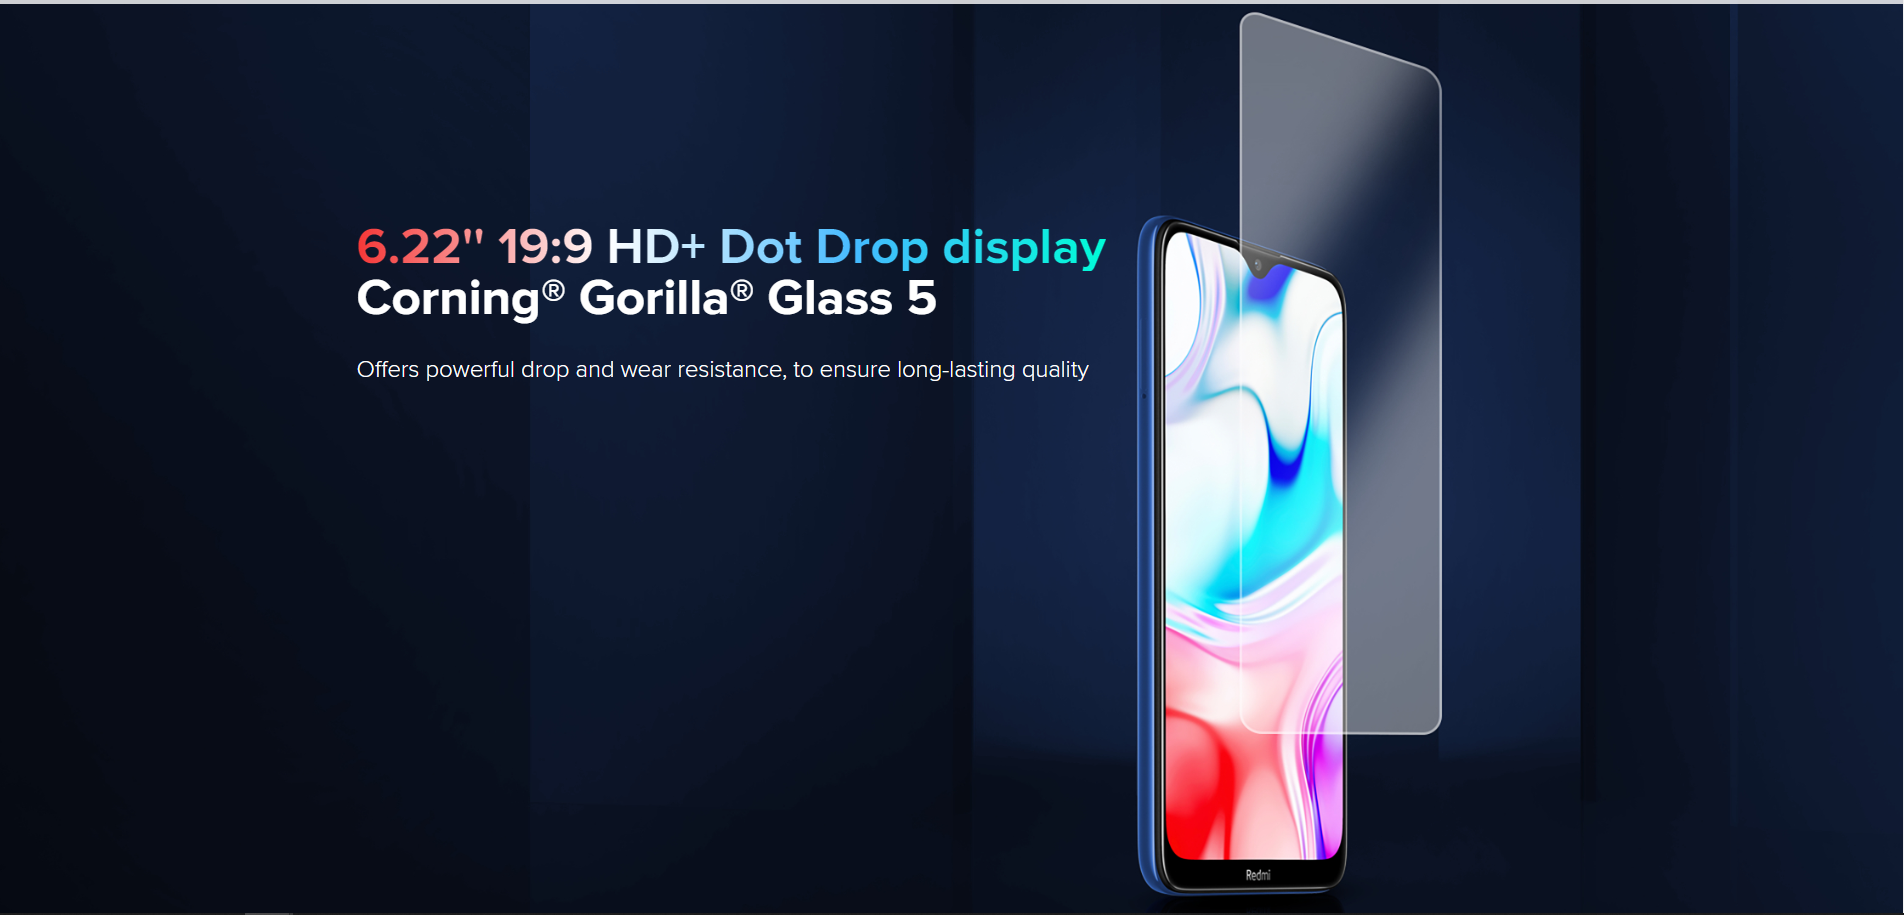 6.22" 19:9 HD+ Dot Drop display
Corning® Gorilla® Glass 5
Offers powerful drop and wear resistance, to ensure long-lasting quality
Redmi